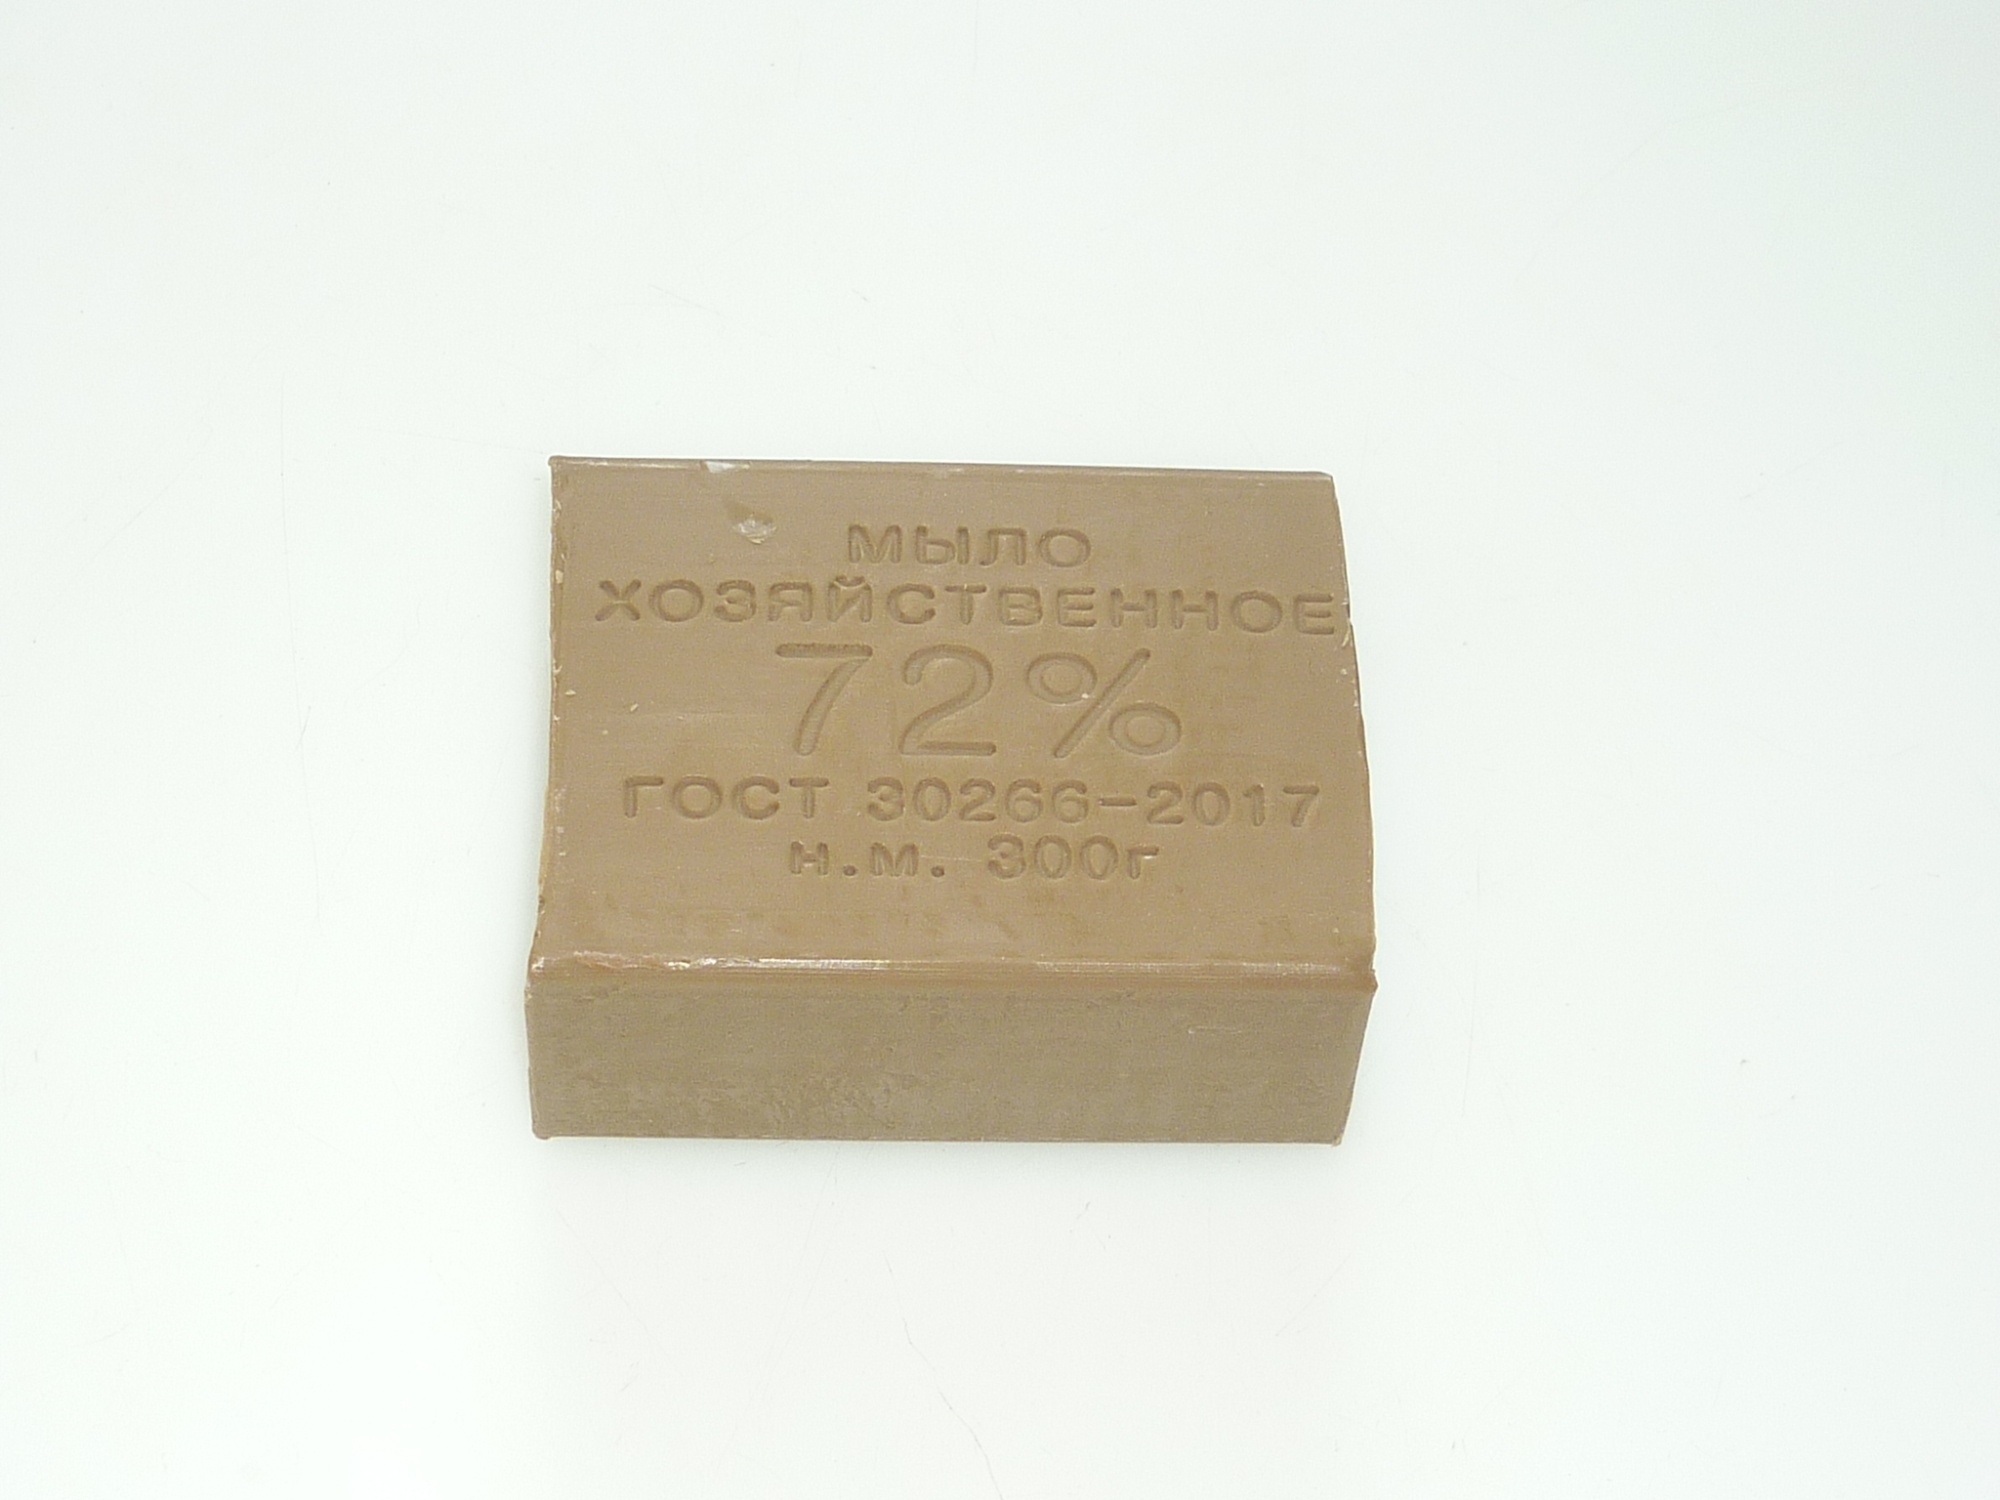 МЫЛО
ХОЗЯЙСТВЕННОЕ
72%
ГОСТ 30266-2017
Н.М. 300г